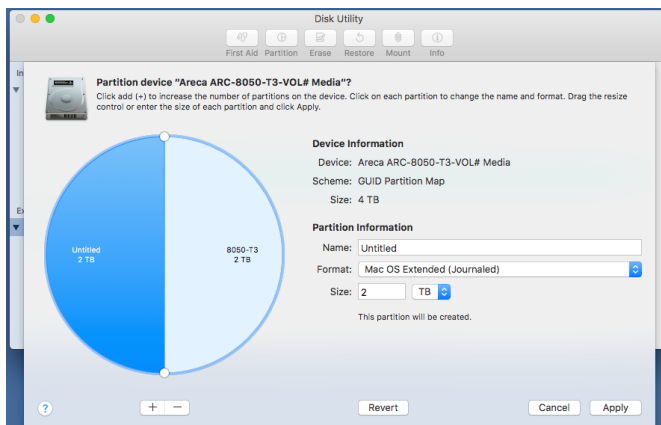 Disk Utility
First Aid Partition Erase Restore Mount Info
In
Partition device "Areca ARC-8050-T3-VOL# Media"?
Click add (+) to increase the number of partitions on the device. Click on each partition to change the name and format. Drag the resize
control or enter the size of each partition and click Apply.
Device Information
Device: Areca ARC-8050-T3-VOL# Media
Scheme: GUID Partition Map
Size: 4 TB
Ex
Partition Information
Untitled
2 TB
8050-T3
2 TB
Name: Untitled
Format: Mac OS Extended (Journaled)
Size: 2 TB
This partition will be created.
? + − Revert Cancel Apply